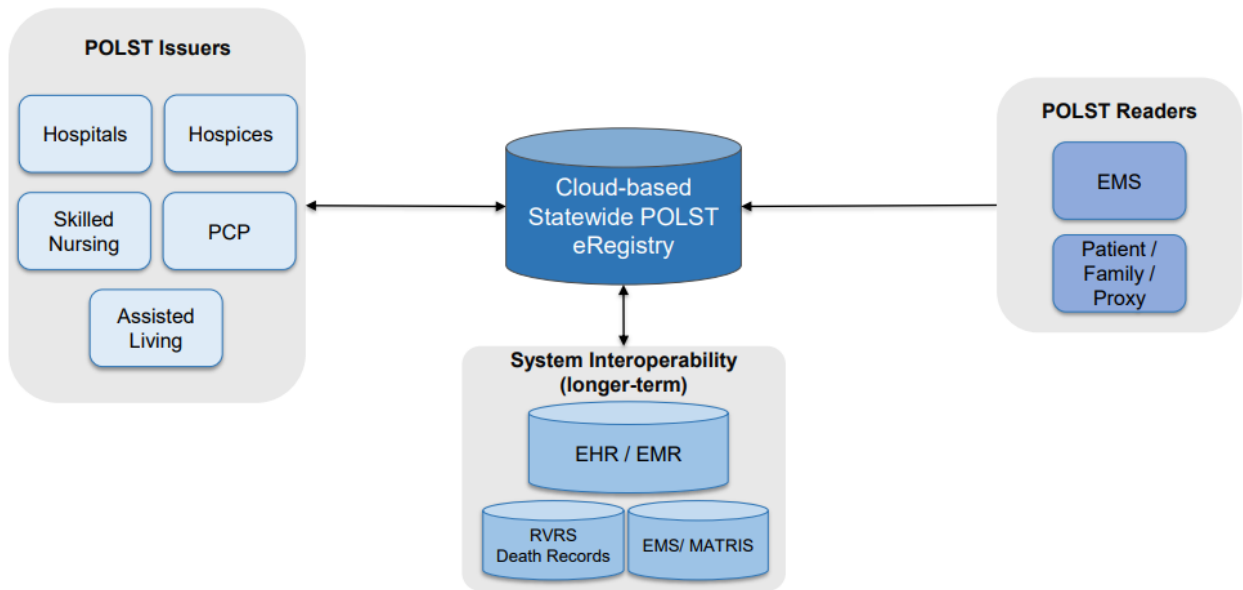 POLST Issuers
Hospitals
Hospices
Skilled
Nursing
PCP
Assisted
Living
Cloud-based
Statewide POLST
eRegistry
POLST Readers
EMS
Patient /
Family /
Proxy
System Interoperability
(longer-term)
EHR / EMR
RVRS
Death Records
EMS/ MATRIS